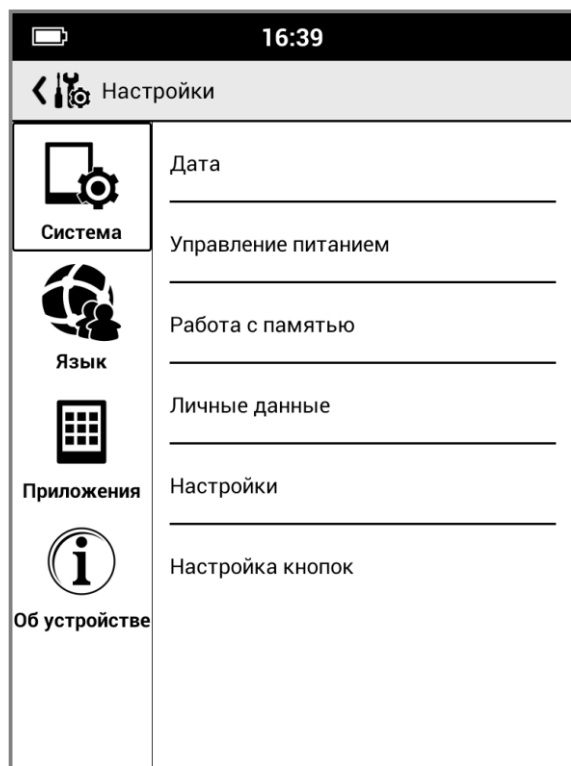 16:39
Настройки
Система
Язык
Приложения
Об устройстве
Дата
Управление питанием
Работа с памятью
Личные данные
Настройки
Настройка кнопок